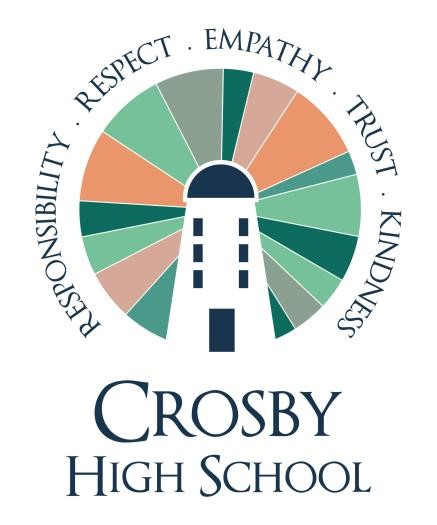 RESPONSIBILITY . RESPECT . EMPATHY . TRUST . KINDNESS
CROSBY
HIGH SCHOOL